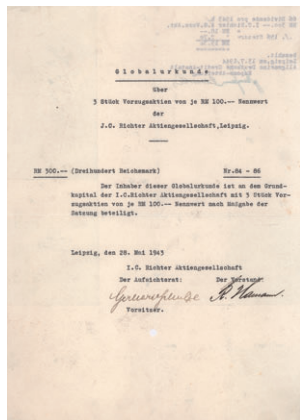 Globalurkunde
über
3 Stück Vorzugsaktien von je RM 100.-- Nennwert
der
J.C. Richter Aktiengesellschaft, Leipzig.
RM 300.-- (Dreihundert Reichsmark) Nr.84 - 86
Der Inhaber dieser Globalurkunde ist an dem Grund-
kapital der I.C.Richter Aktiengesellschaft mit 3 Stück Vor-
zugsaktien von je RM 100.-- Nennwert nach Maßgabe der
Satzung beteiligt.
Leipzig, den 28. Mai 1943
I.C. Richter Aktiengesellschaft
Der Aufsichtsrat: Der Vorstand:
Vorsitzer.